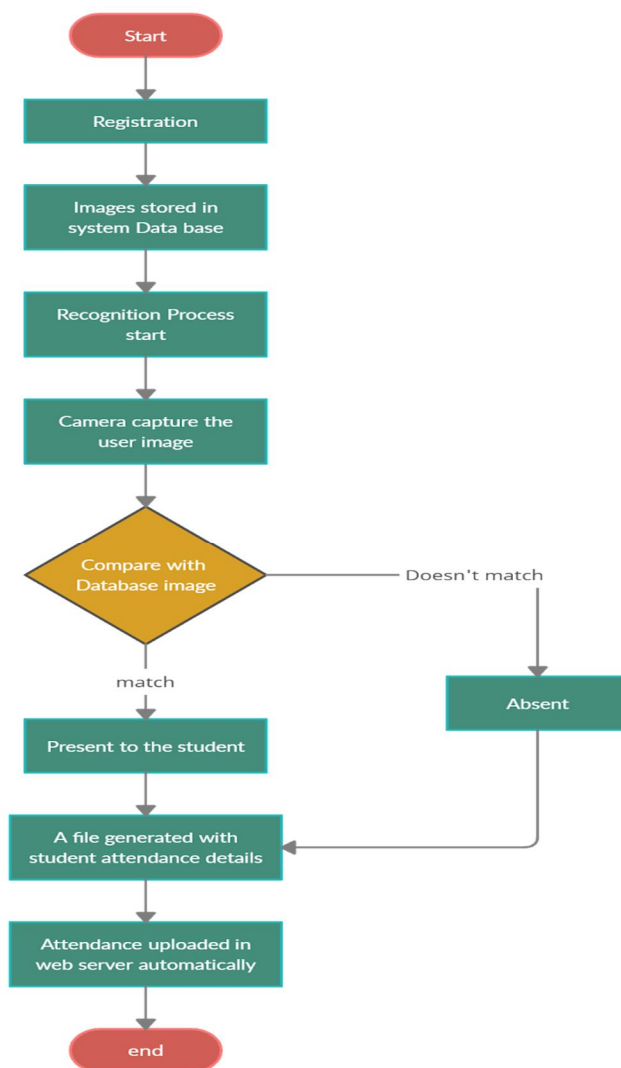 Start
Registration
Images stored in
system Data base
Recognition Process
start
Camera capture the
user image
Compare with
Database image
Doesn't match
match
Absent
Present to the student
A file generated with
student attendance details
Attendance uploaded in
web server automatically
end